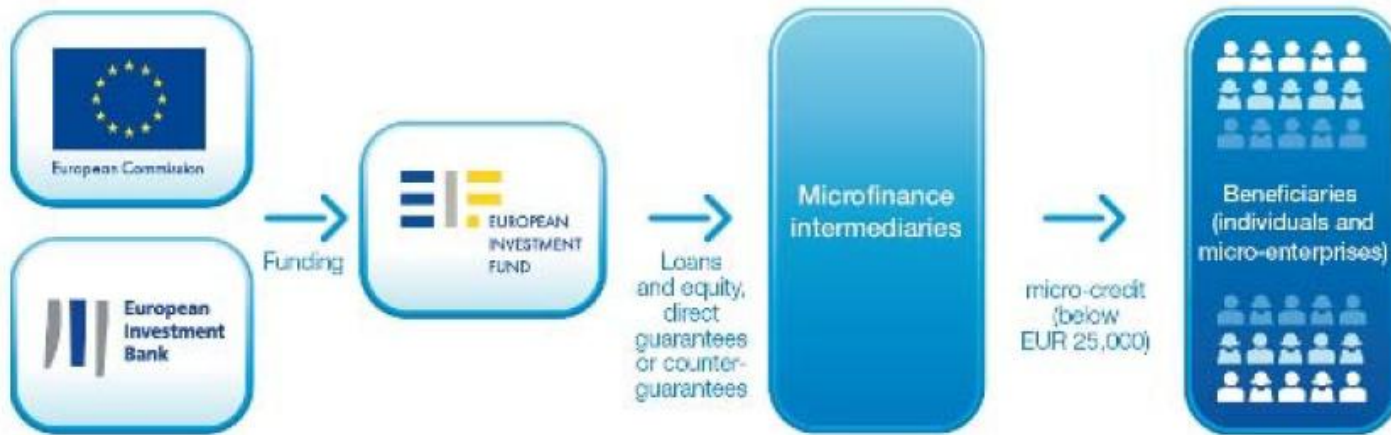 European Commission
European
Investment
Bank
Funding
EUROPEAN
INVESTMENT
FUND
Loans
and equity,
direct
guarantees
or counter-
guarantees
Microfinance
intermediaries
micro-credit
(below
EUR 25,000)
Beneficiaries
(individuals and
micro-enterprises)